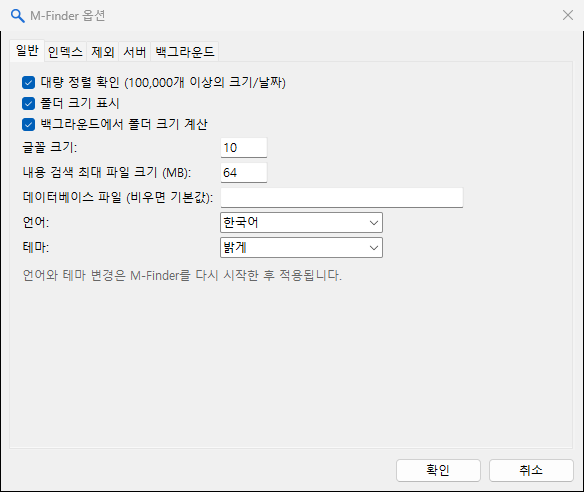 M-Finder 옵션
일반 인덱스 제외 서버 백그라운드
대량 정렬 확인 (100,000개 이상의 크기/날짜)
폴더 크기 표시
백그라운드에서 폴더 크기 계산
글꼴 크기: 10
내용 검색 최대 파일 크기 (MB): 64
데이터베이스 파일 (비우면 기본값):
언어: 한국어
테마: 밝게
언어와 테마 변경은 M-Finder를 다시 시작한 후 적용됩니다.
확인 취소